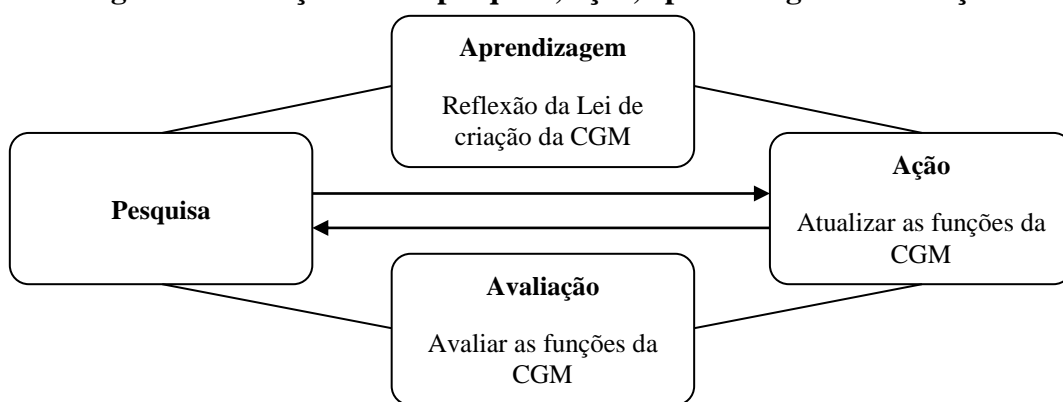 Aprendizagem
Reflexão da Lei de
criação da CGM
Pesquisa
Ação
Atualizar as funções da
CGM
Avaliação
Avaliar as funções da
CGM